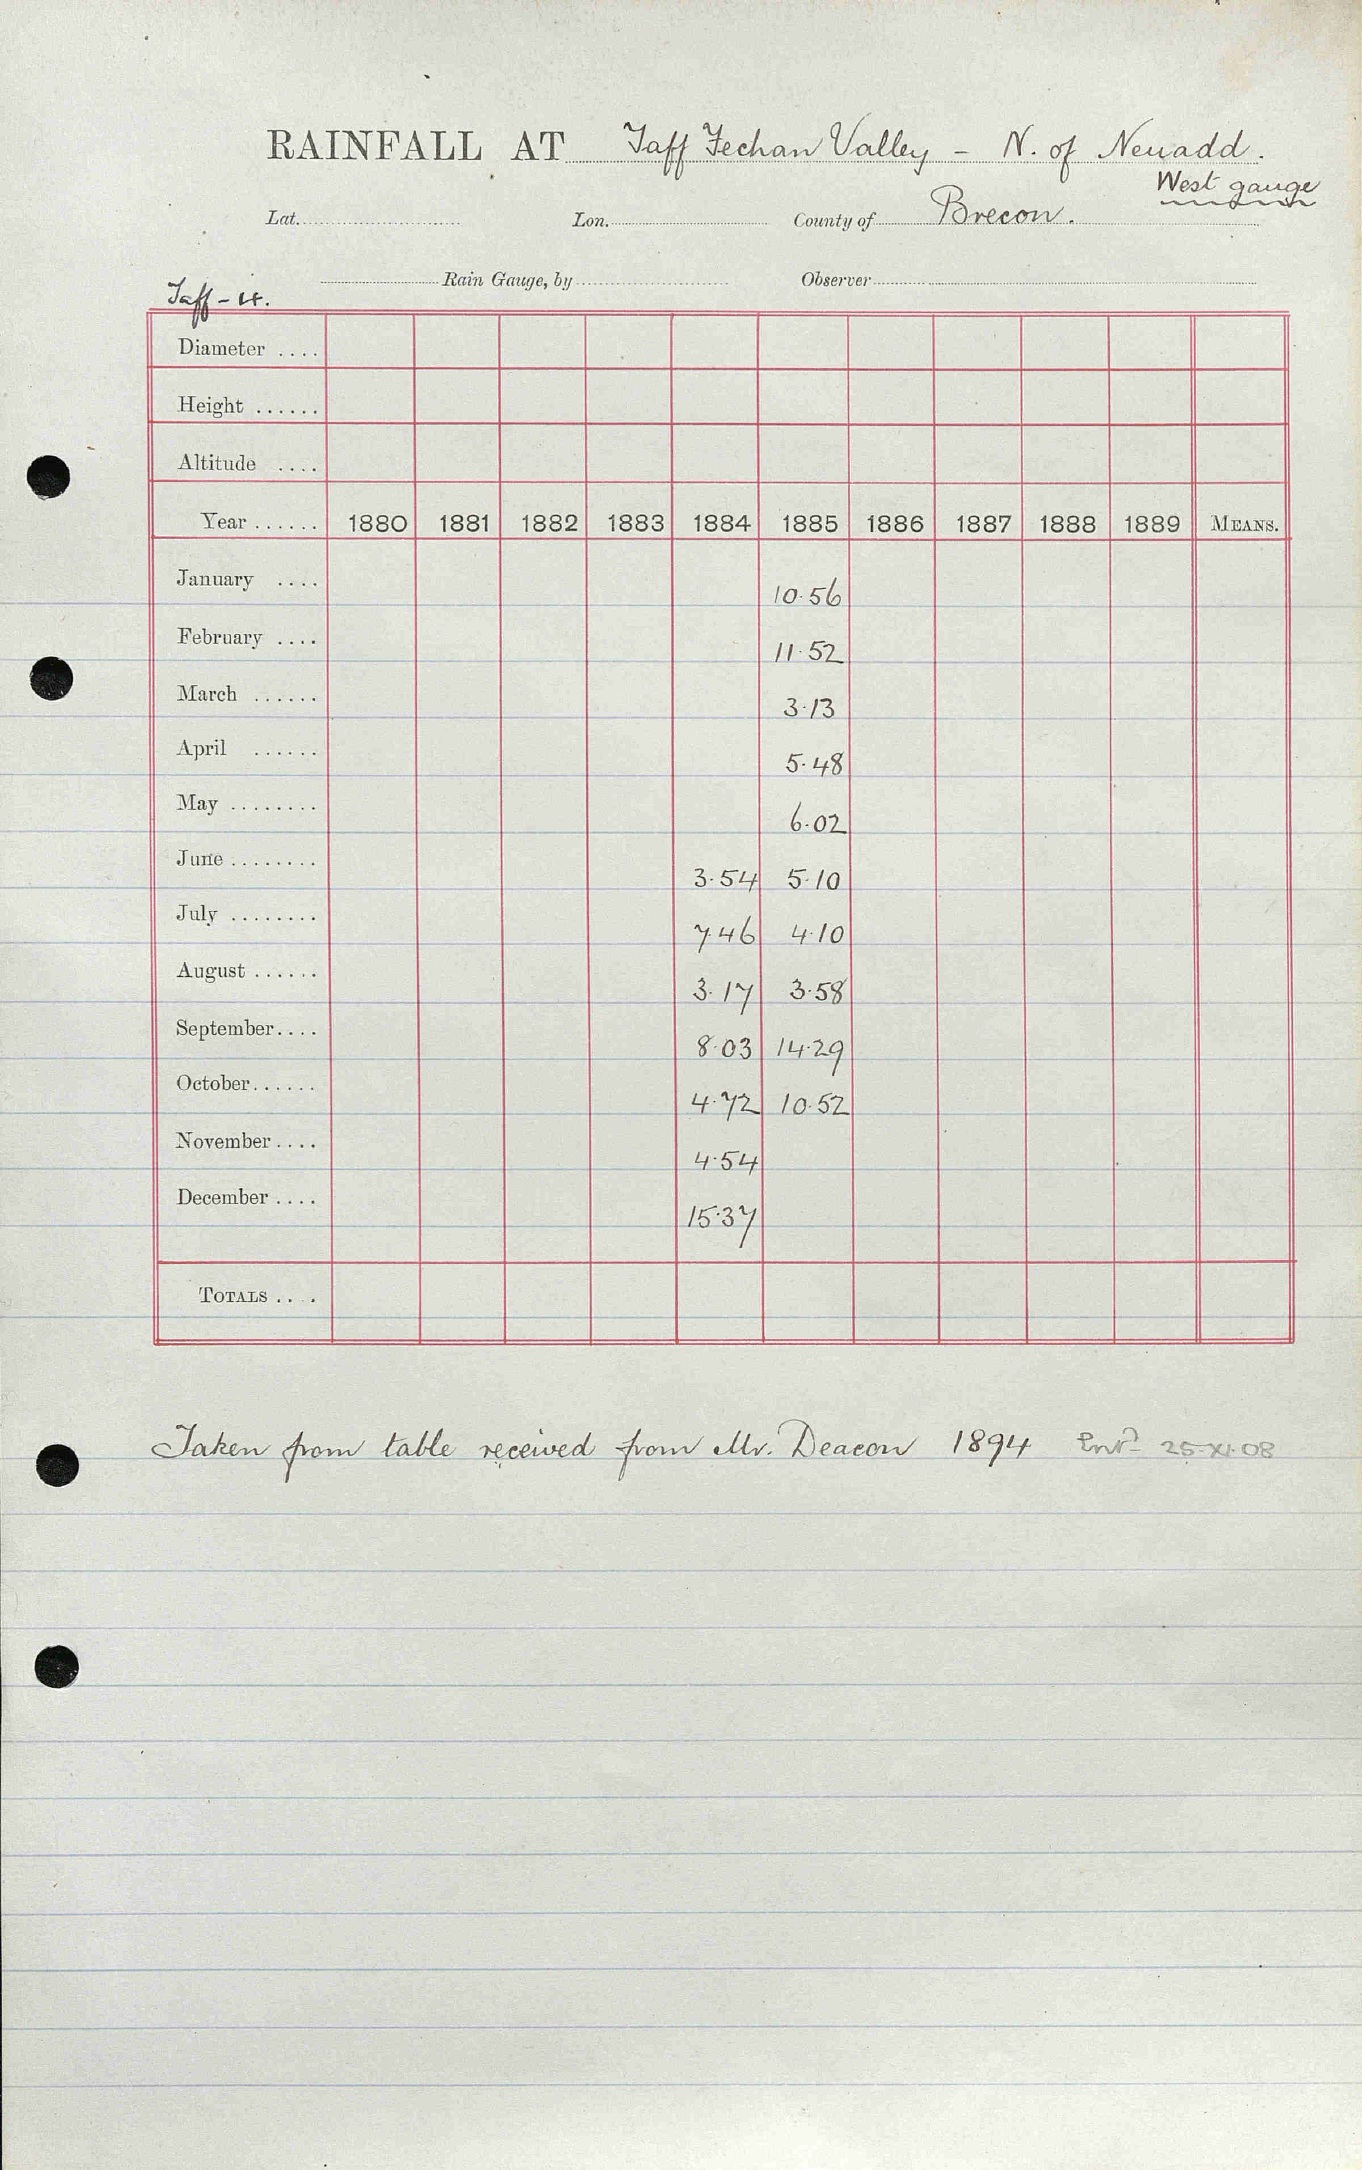 RAINFALL AT Taff Fechan Valley - N. of Neuadd.
West gauge
Lat. Lon. County of Brecon.
Rain Gauge, by Observer
Taff - 4.
Diameter ....
Height ......
Altitude ....
Year ...... 1880 1881 1882 1883 1884 1885 1886 1887 1888 1889 MEANS.
January .... 10.56
February .... 11.52
March ...... 3.13
April ...... 5.48
May ........ 6.02
June ........ 3.54 5.10
July ........ 7.46 4.10
August ...... 3.17 3.58
September.... 8.03 14.29
October...... 4.72 10.52
November .... 4.54
December .... 15.37
TOTALS ....
Taken from table received from Mr. Deacon 1894 25-XI-08